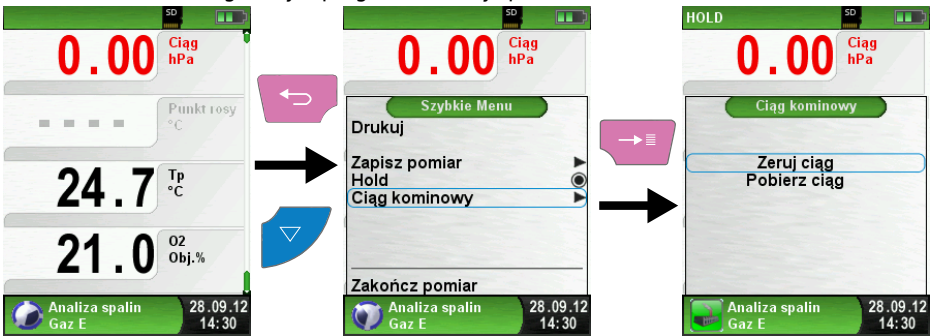 SD
0.00 Ciąg
hPa
---- Punkt rosy
°C
24.7 Tp
°C
21.0 O2
Obj.%
Analiza spalin 28.09.12
Gaz E 14:30
SD
0.00 Ciąg
hPa
Szybkie Menu
Drukuj
Zapisz pomiar
Hold
Ciąg kominowy
Zakończ pomiar
Analiza spalin 28.09.12
Gaz E 14:30
HOLD SD
0.00 Ciąg
hPa
Ciąg kominowy
Zeruj ciąg
Pobierz ciąg
Analiza spalin 28.09.12
Gaz E 14:30